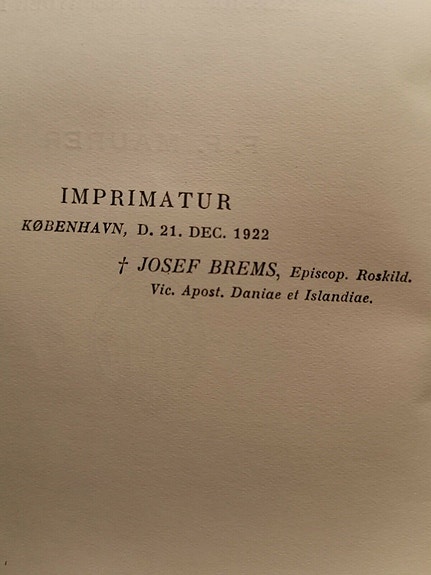 IMPRIMATUR
KØBENHAVN, D. 21. DEC. 1922
† JOSEF BREMS, Episcop. Roskild.
Vic. Apost. Daniae et Islandiae.